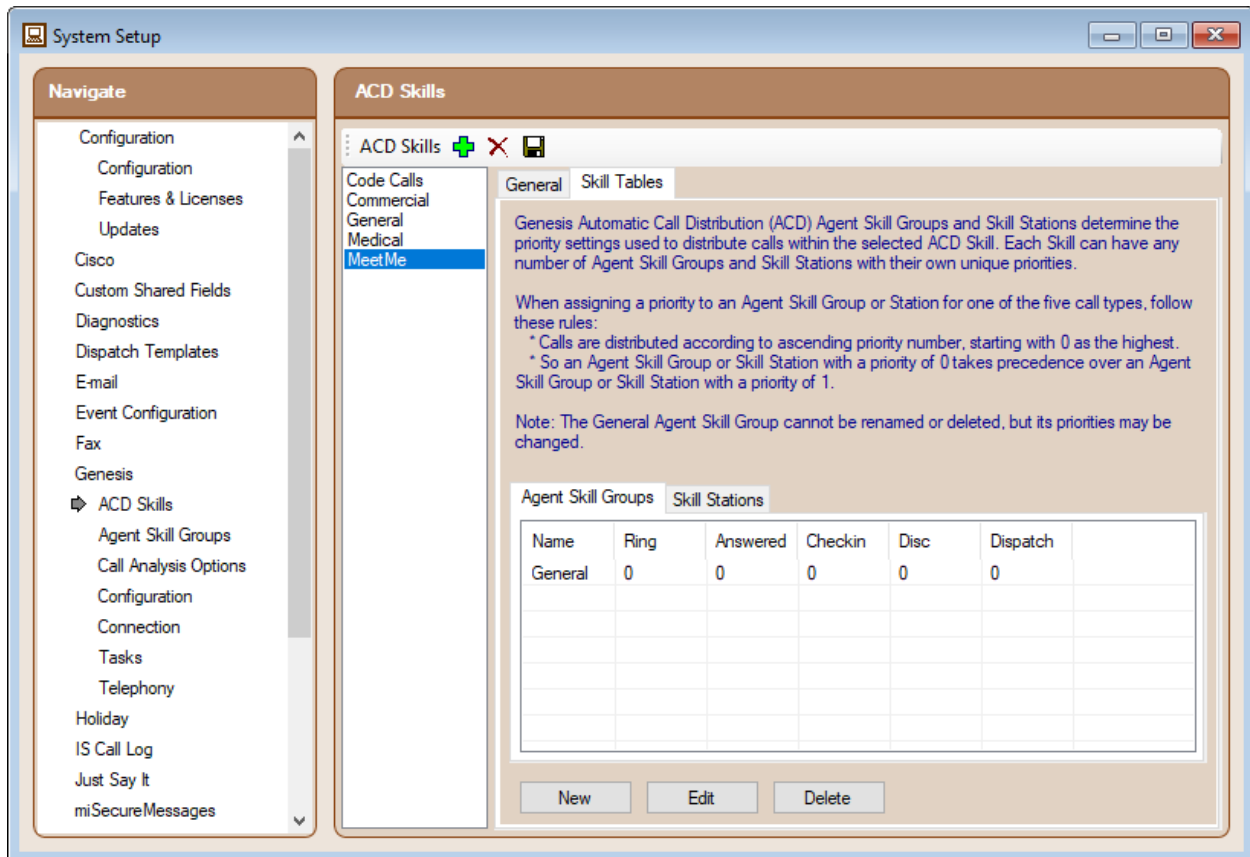 System Setup
Navigate
Configuration
Configuration
Features & Licenses
Updates
Cisco
Custom Shared Fields
Diagnostics
Dispatch Templates
E-mail
Event Configuration
Fax
Genesis
ACD Skills
Agent Skill Groups
Call Analysis Options
Configuration
Connection
Tasks
Telephony
Holiday
IS Call Log
Just Say It
miSecureMessages
ACD Skills
ACD Skills
Code Calls
Commercial
General
Medical
MeetMe
General Skill Tables
Genesis Automatic Call Distribution (ACD) Agent Skill Groups and Skill Stations determine the
priority settings used to distribute calls within the selected ACD Skill. Each Skill can have any
number of Agent Skill Groups and Skill Stations with their own unique priorities.
When assigning a priority to an Agent Skill Group or Station for one of the five call types, follow
these rules:
* Calls are distributed according to ascending priority number, starting with 0 as the highest.
* So an Agent Skill Group or Skill Station with a priority of 0 takes precedence over an Agent
Skill Group or Skill Station with a priority of 1.
Note: The General Agent Skill Group cannot be renamed or deleted, but its priorities may be
changed.
Agent Skill Groups Skill Stations
Name Ring Answered Checkin Disc Dispatch
General 0 0 0 0 0
New Edit Delete